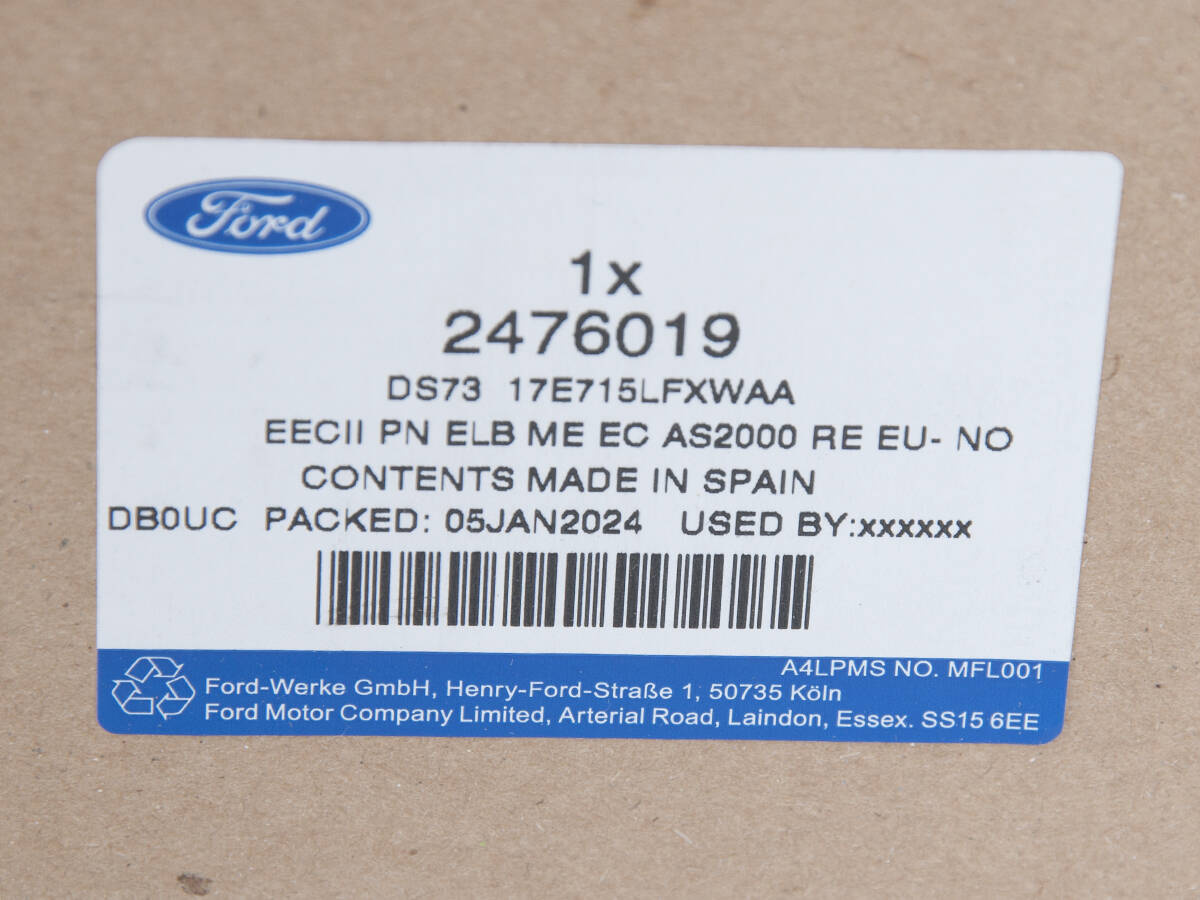 Ford
1x
2476019
DS73 17E715LFXWAA
EECII PN ELB ME EC AS2000 RE EU- NO
CONTENTS MADE IN SPAIN
DB0UC PACKED: 05JAN2024 USED BY:xxxxxx
A4LPMS NO. MFL001
Ford-Werke GmbH, Henry-Ford-Straße 1, 50735 Köln
Ford Motor Company Limited, Arterial Road, Laindon, Essex. SS15 6EE